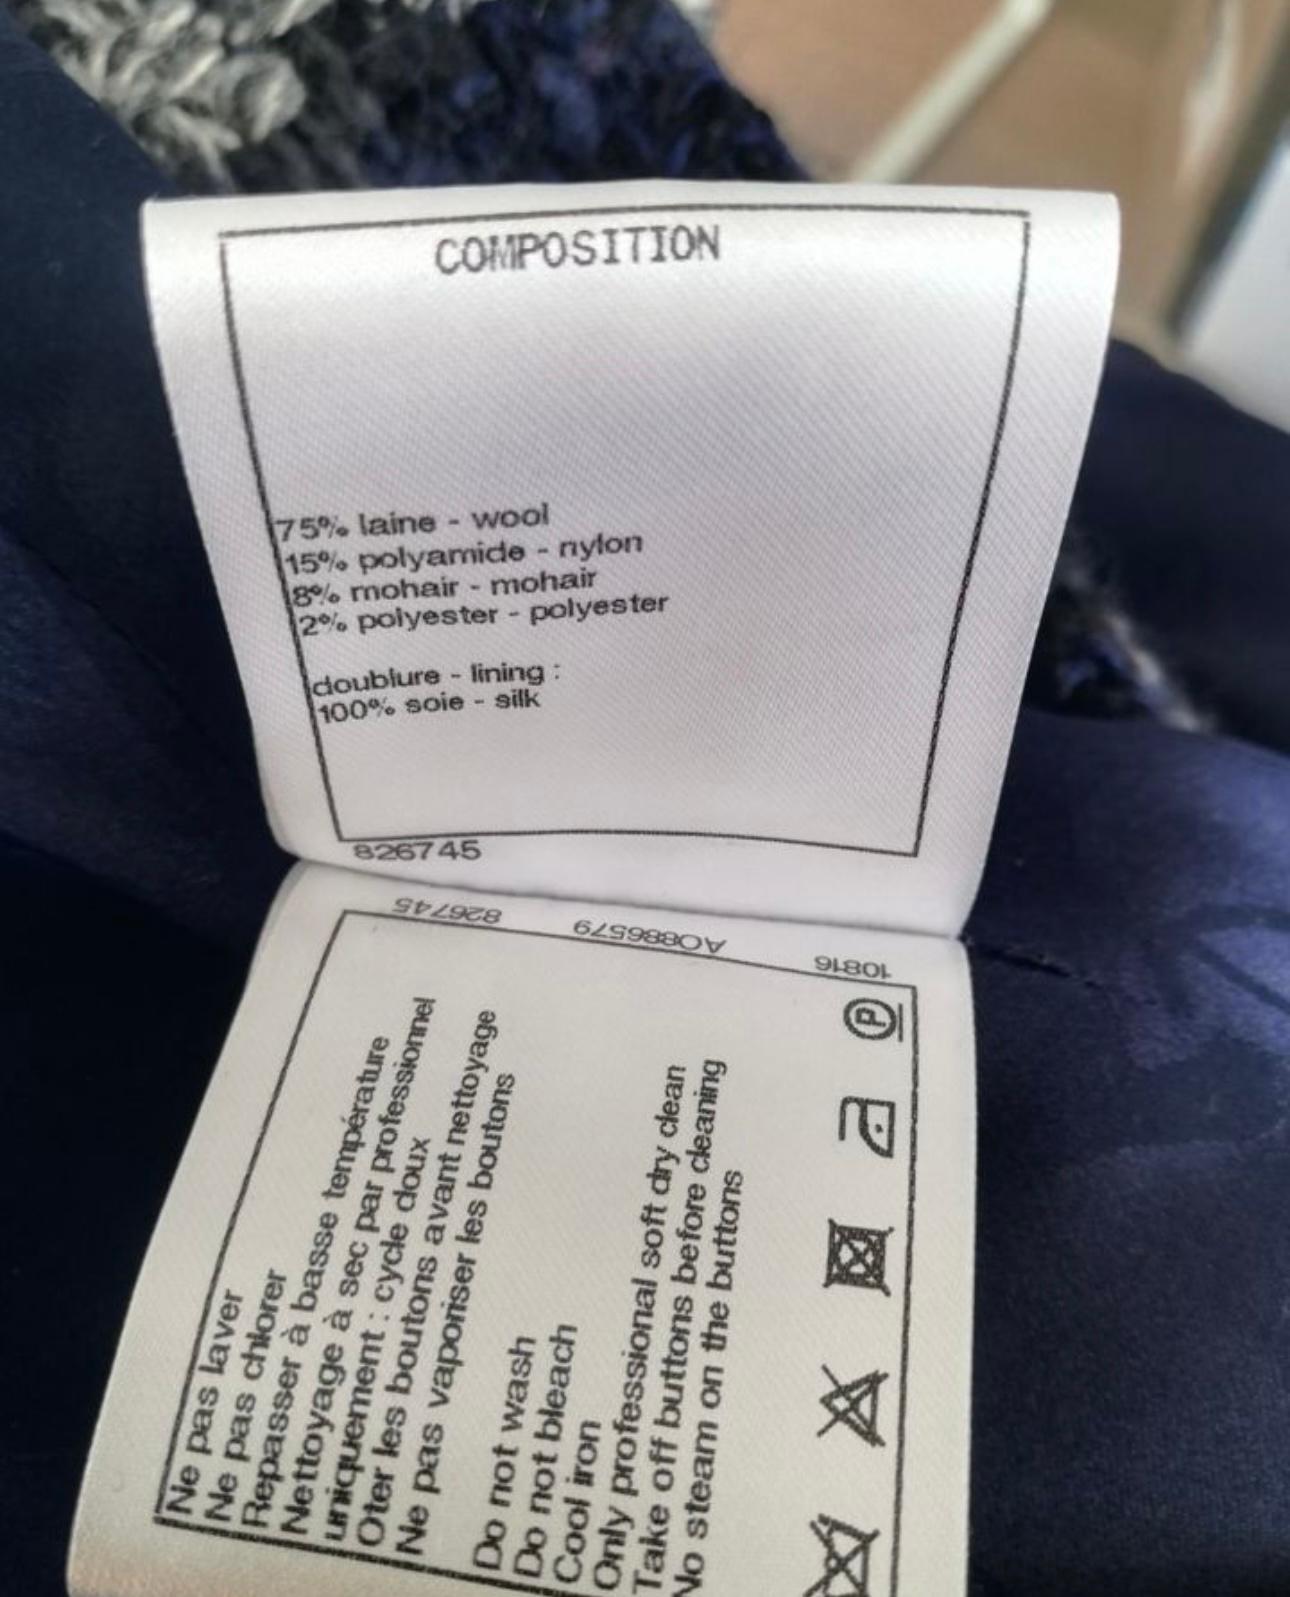 COMPOSITION
75% laine - wool
15% polyamide - nylon
8% mohair - mohair
2% polyester - polyester
doublure - lining :
100% soie - silk
826745
826745 A0886579 10816
Ne pas laver
Ne pas chlorer
Repasser à basse température
Nettoyage à sec par professionnel
uniquement : cycle doux
Oter les boutons avant nettoyage
Ne pas vaporiser les boutons
Do not wash
Do not bleach
Cool iron
Only professional soft dry clean
Take off buttons before cleaning
No steam on the buttons
P